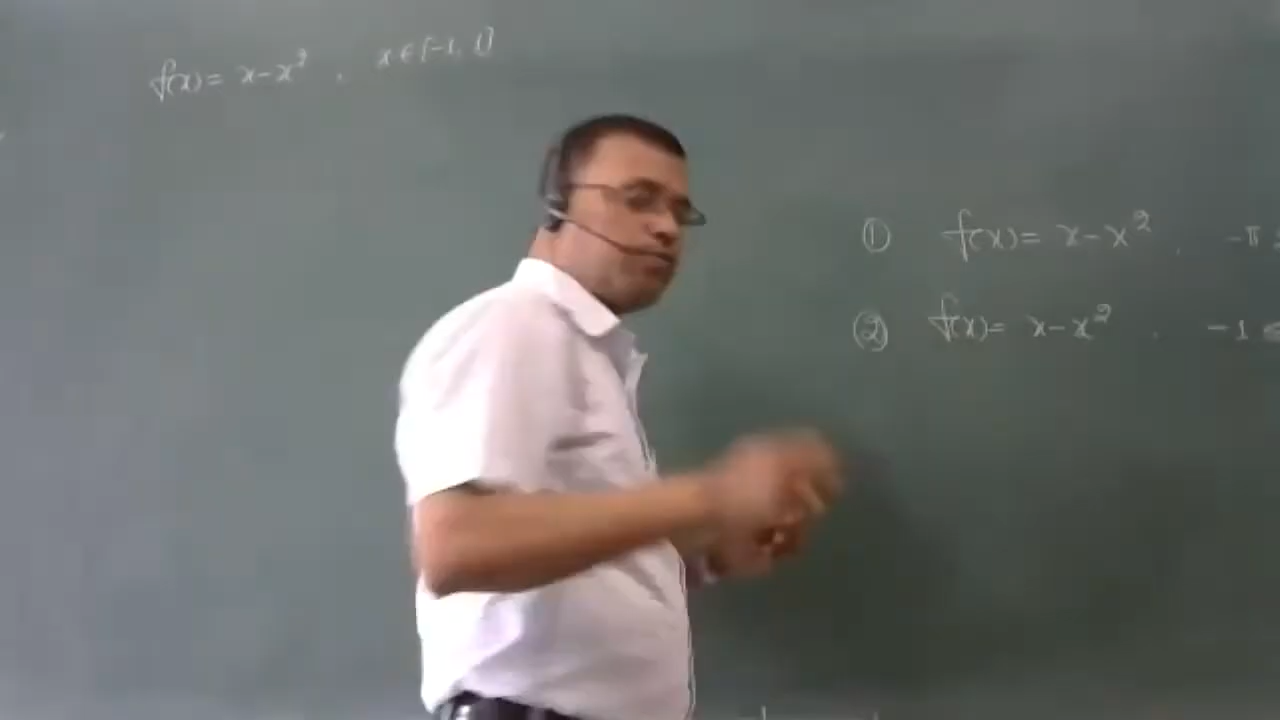 f(x) = x-x², x∈[-1, 1]
① f(x) = x-x², -π
② f(x) = x-x², -1 ≤